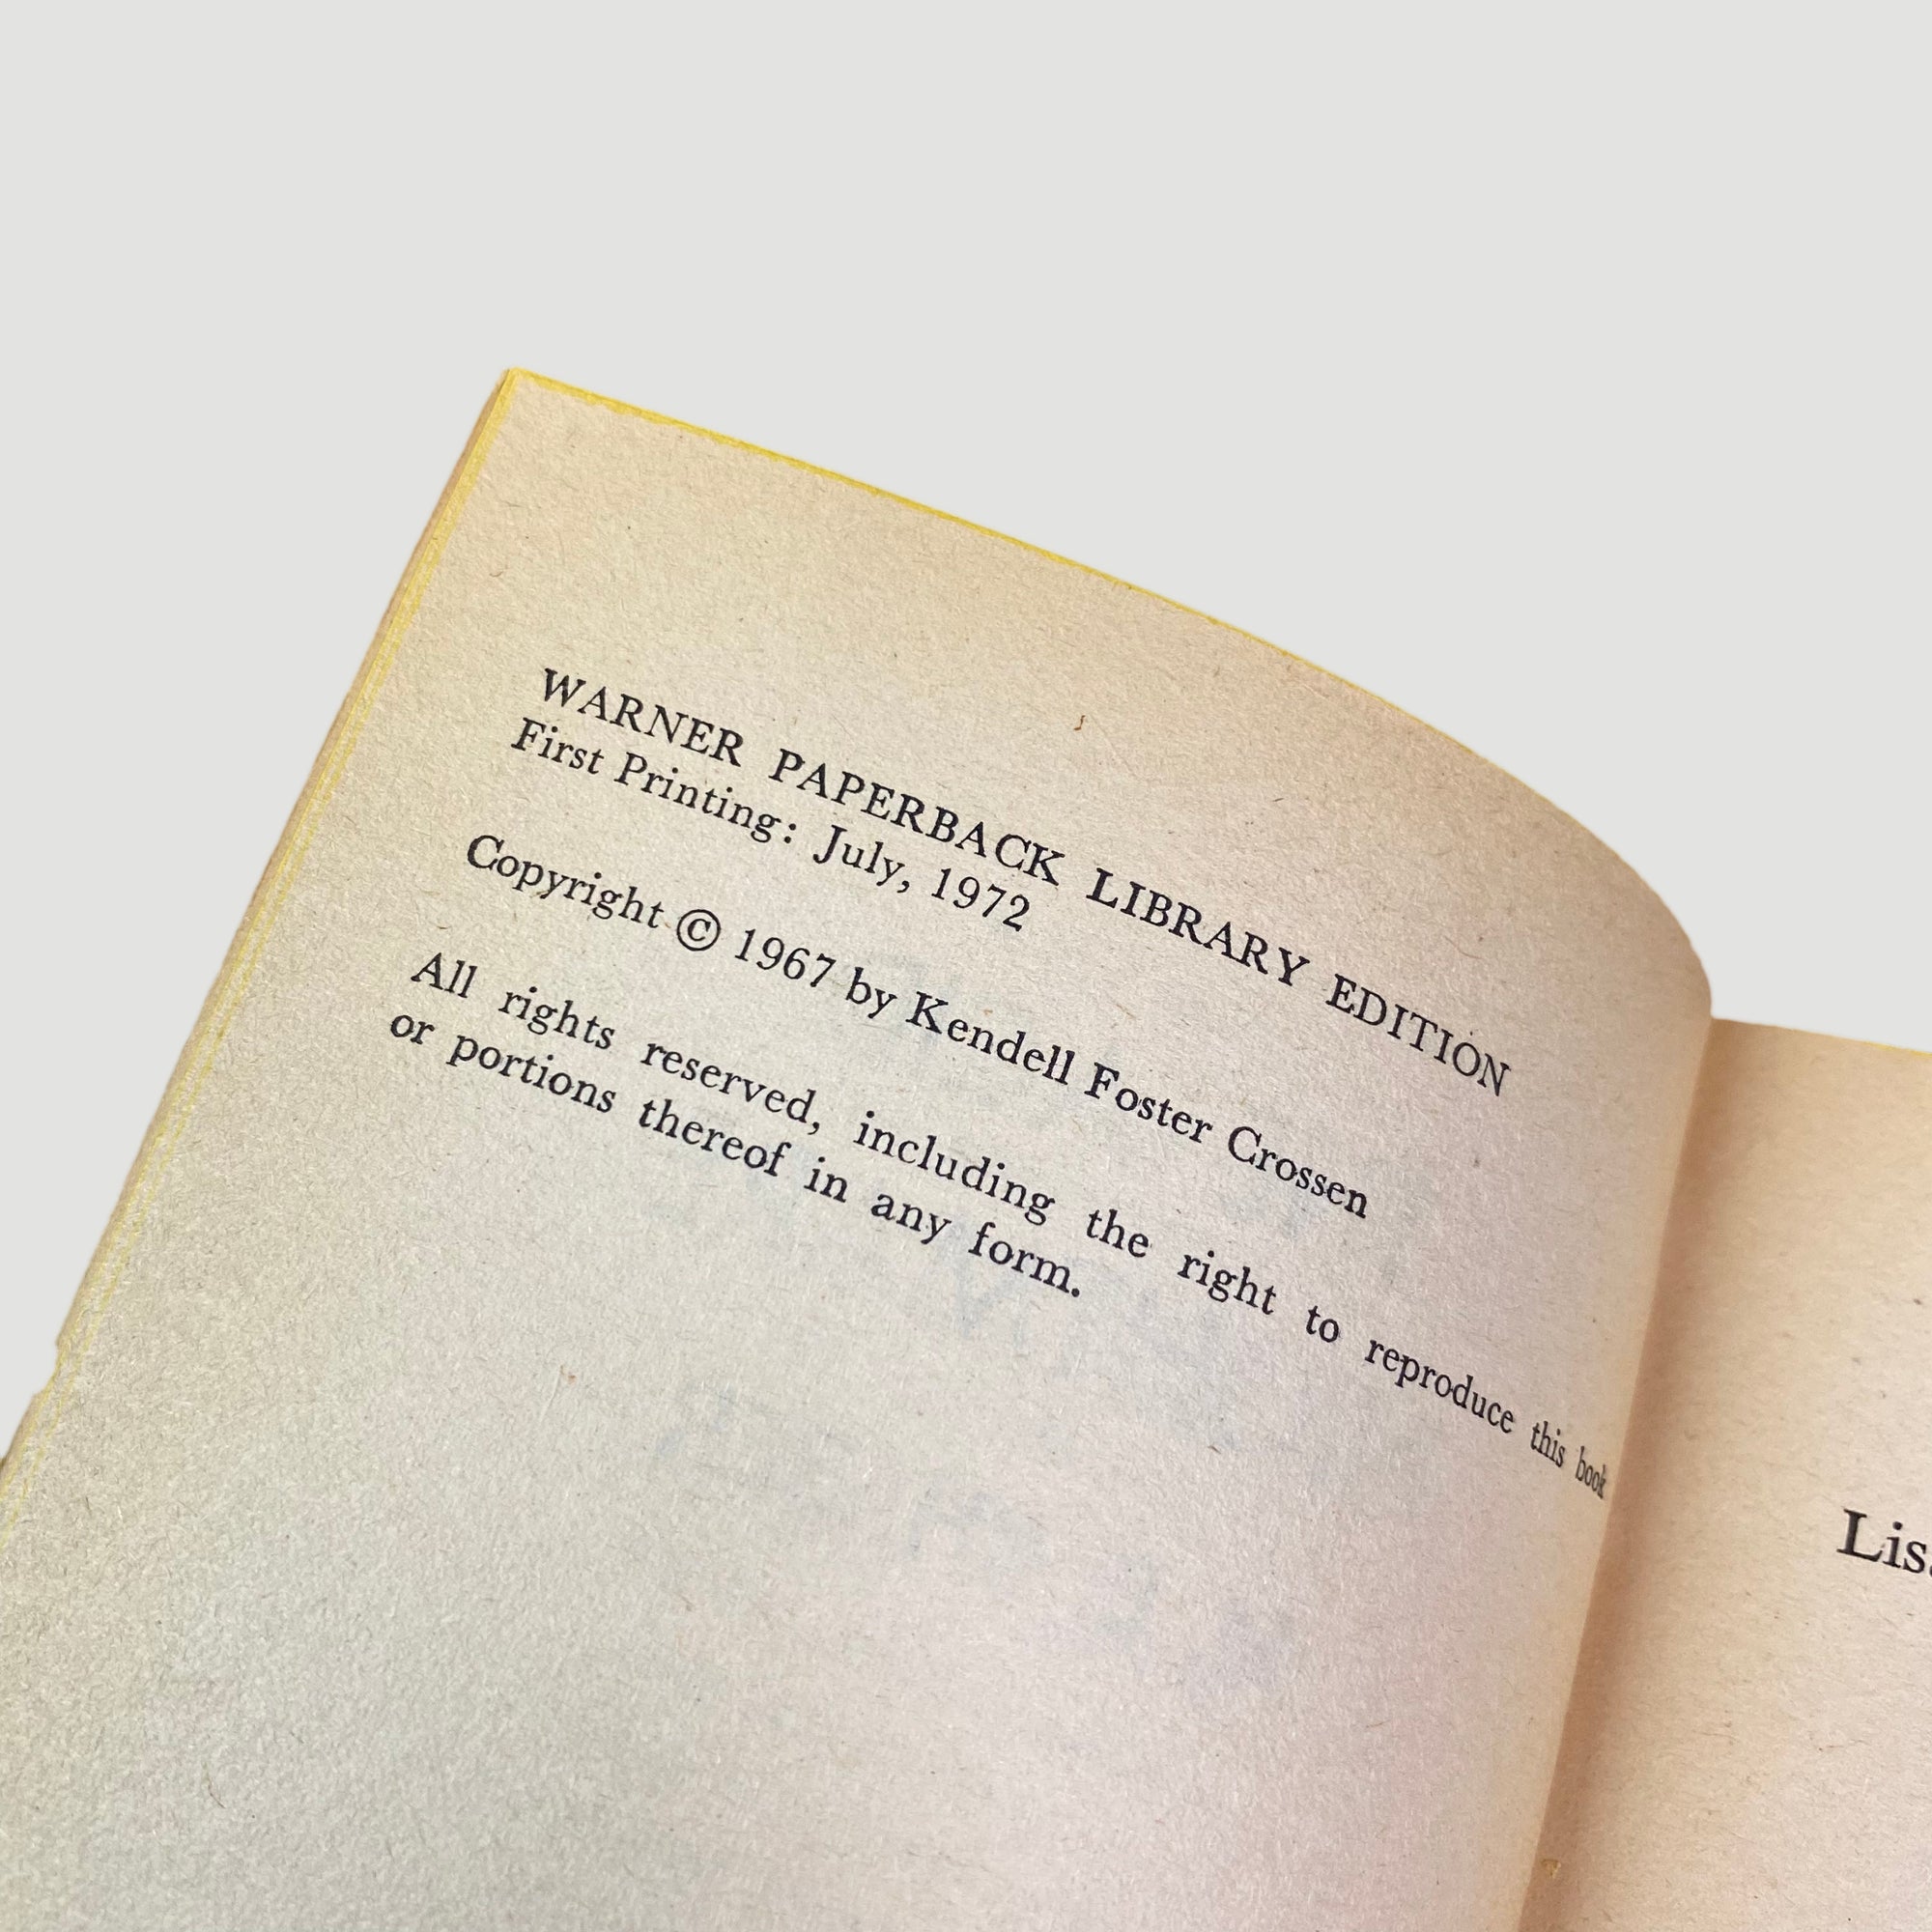 WARNER PAPERBACK LIBRARY EDITION
First Printing: July, 1972
Copyright © 1967 by Kendell Foster Crossen
All rights reserved, including the right to reproduce this book
or portions thereof in any form.